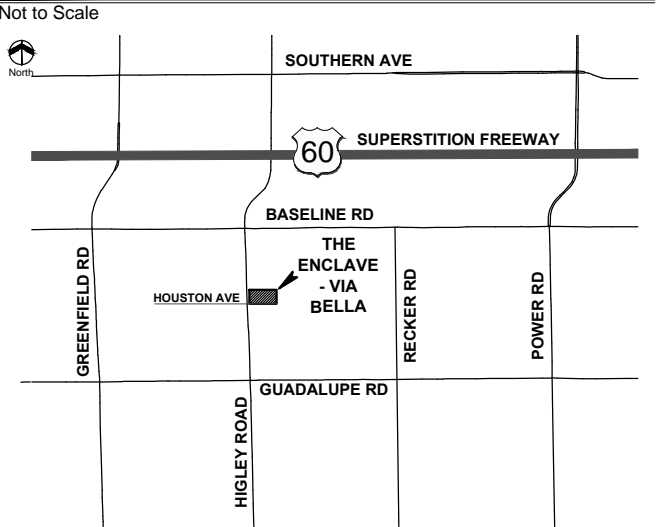 Not to Scale
North
SOUTHERN AVE
60
SUPERSTITION FREEWAY
BASELINE RD
THE
ENCLAVE
- VIA
BELLA
HOUSTON AVE
GREENFIELD RD
RECKER RD
POWER RD
GUADALUPE RD
HIGLEY ROAD